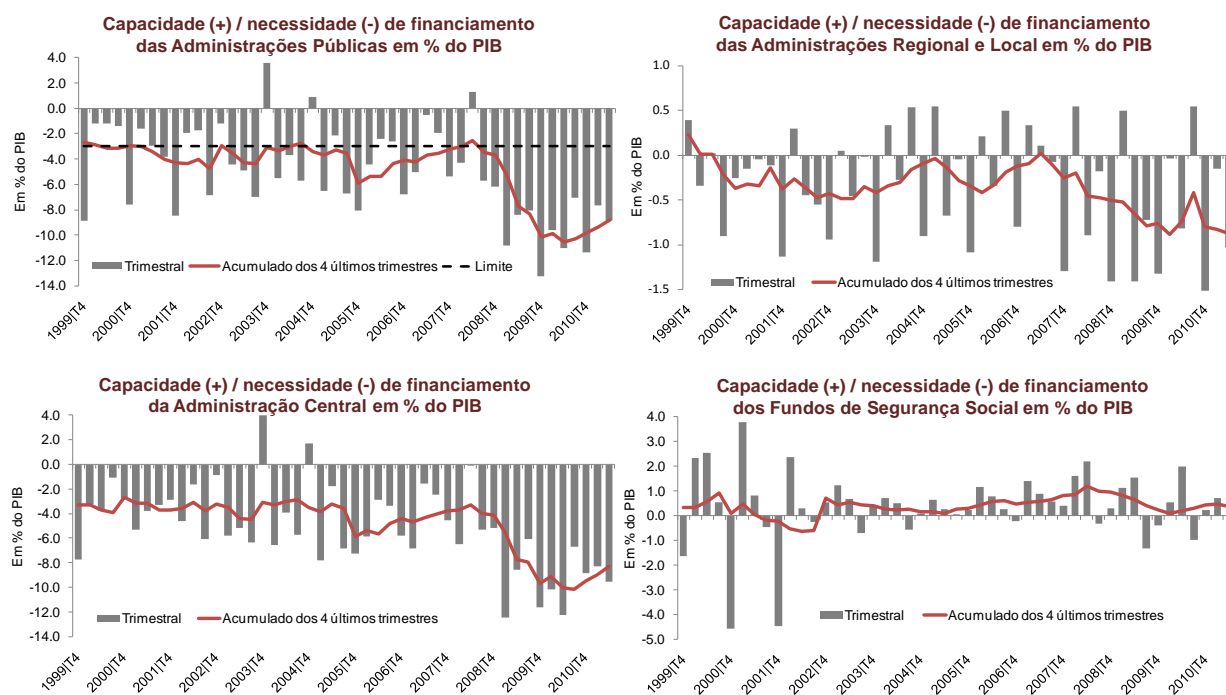 Capacidade (+) / necessidade (-) de financiamento
das Administrações Públicas em % do PIB
4.0
2.0
0.0
-2.0
-4.0
-6.0
-8.0
-10.0
-12.0
-14.0
Em % do PIB
Trimestral
Acumulado dos 4 últimos trimestres
Limite
1999|T4
2000|T4
2001|T4
2002|T4
2003|T4
2004|T4
2005|T4
2006|T4
2007|T4
2008|T4
2009|T4
2010|T4
Capacidade (+) / necessidade (-) de financiamento
das Administrações Regional e Local em % do PIB
1.0
0.5
0.0
-0.5
-1.0
-1.5
Em % do PIB
Trimestral
Acumulado dos 4 últimos trimestres
1999|T4
2000|T4
2001|T4
2002|T4
2003|T4
2004|T4
2005|T4
2006|T4
2007|T4
2008|T4
2009|T4
2010|T4
Capacidade (+) / necessidade (-) de financiamento
da Administração Central em % do PIB
4.0
2.0
0.0
-2.0
-4.0
-6.0
-8.0
-10.0
-12.0
-14.0
Em % do PIB
Trimestral
Acumulado dos 4 últimos trimestres
1999|T4
2000|T4
2001|T4
2002|T4
2003|T4
2004|T4
2005|T4
2006|T4
2007|T4
2008|T4
2009|T4
2010|T4
Capacidade (+) / necessidade (-) de financiamento
dos Fundos de Segurança Social em % do PIB
4.0
3.0
2.0
1.0
0.0
-1.0
-2.0
-3.0
-4.0
-5.0
Em % do PIB
Trimestral
Acumulado dos 4 últimos trimestres
1999|T4
2000|T4
2001|T4
2002|T4
2003|T4
2004|T4
2005|T4
2006|T4
2007|T4
2008|T4
2009|T4
2010|T4